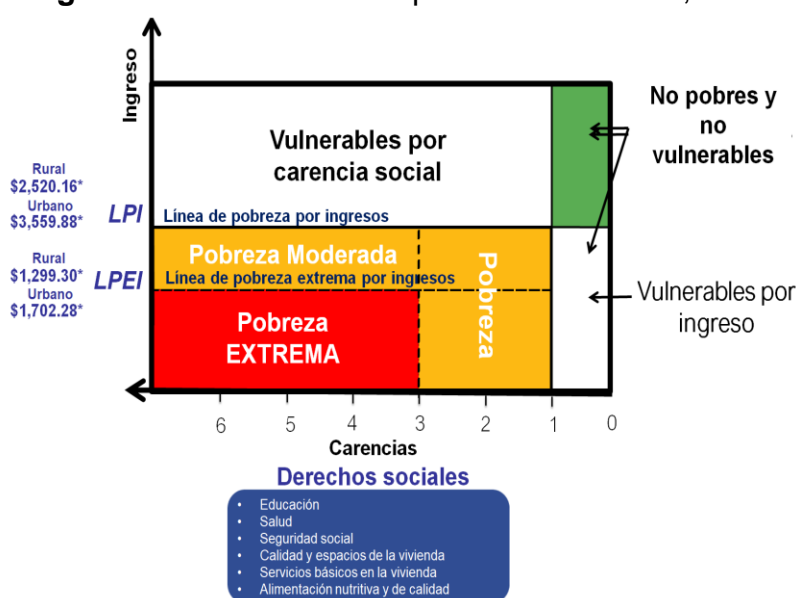 Ingreso
No pobres y
no
vulnerables
Vulnerables por
carencia social
Rural
$2,520.16*
Urbano
$3,559.88*
LPI
Línea de pobreza por ingresos
Rural
$1,299.30*
Urbano
$1,702.28*
LPEI
Pobreza Moderada
Línea de pobreza extrema por ingresos
Pobreza
Vulnerables por
ingreso
Pobreza
EXTREMA
6 5 4 3 2 1 0
Carencias
Derechos sociales
• Educación
• Salud
• Seguridad social
• Calidad y espacios de la vivienda
• Servicios básicos en la vivienda
• Alimentación nutritiva y de calidad